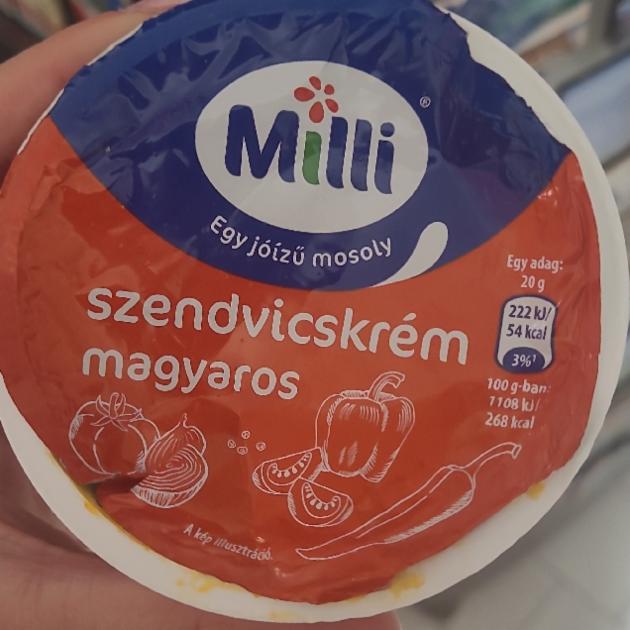 Milli®
Egy jóízű mosoly
szendvicskrém
magyaros
Egy adag:
20 g
222 kJ/
54 kcal
3%¹
100 g-ban:
1108 kJ/
268 kcal
A kép illusztráció.